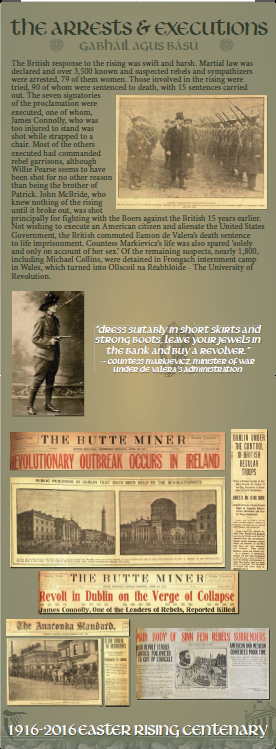 the arrests & executions
gabháil agus bású
The British response to the rising was swift and harsh. Martial law was
declared and over 3,500 known and suspected rebels and sympathizers
were arrested, 79 of them women. Those involved in the rising were
tried, 90 of whom were sentenced to death, with 15 sentences carried
out. The seven signatories
of the proclamation were
executed, one of whom,
James Connolly, who was
too injured to stand was
shot while strapped to a
chair. Most of the others
executed had commanded
rebel garrisons, although
Willie Pearse seems to have
been shot for no other reason
than being the brother of
Patrick. John McBride, who
knew nothing of the rising
until it broke out, was shot
principally for fighting with the Boers against the British 15 years earlier.
Not wishing to execute an American citizen and alienate the United States
Government, the British commuted Eamon de Valera's death sentence
to life imprisonment. Countess Markievicz's life was also spared 'solely
and only on account of her sex.' Of the remaining suspects, nearly 1,800,
including Michael Collins, were detained in Frongach internment camp
in Wales, which turned into Ollscoil na Reabhlóide - The University of
Revolution.
"dress suitably in short skirts and
strong boots, leave your jewels in
the bank and buy a revolver."
-- countess markievicz, minister of war
under de valera's administration
THE BUTTE MINER
REVOLUTIONARY OUTBREAK OCCURS IN IRELAND
PUBLIC BUILDINGS IN DUBLIN THAT HAVE BEEN HELD BY THE REVOLUTIONISTS
DUBLIN UNDER
THE CONTROL
OF BRITISH
REGULAR
TROOPS
THE BUTTE MINER
Revolt in Dublin on the Verge of Collapse
James Connolly, One of the Leaders of Rebels, Reported Killed
The Anaconda Standard.
MAIN BODY OF SINN FEIN REBELS SURRENDERS
1916-2016 EASTER RISING CENTENARY